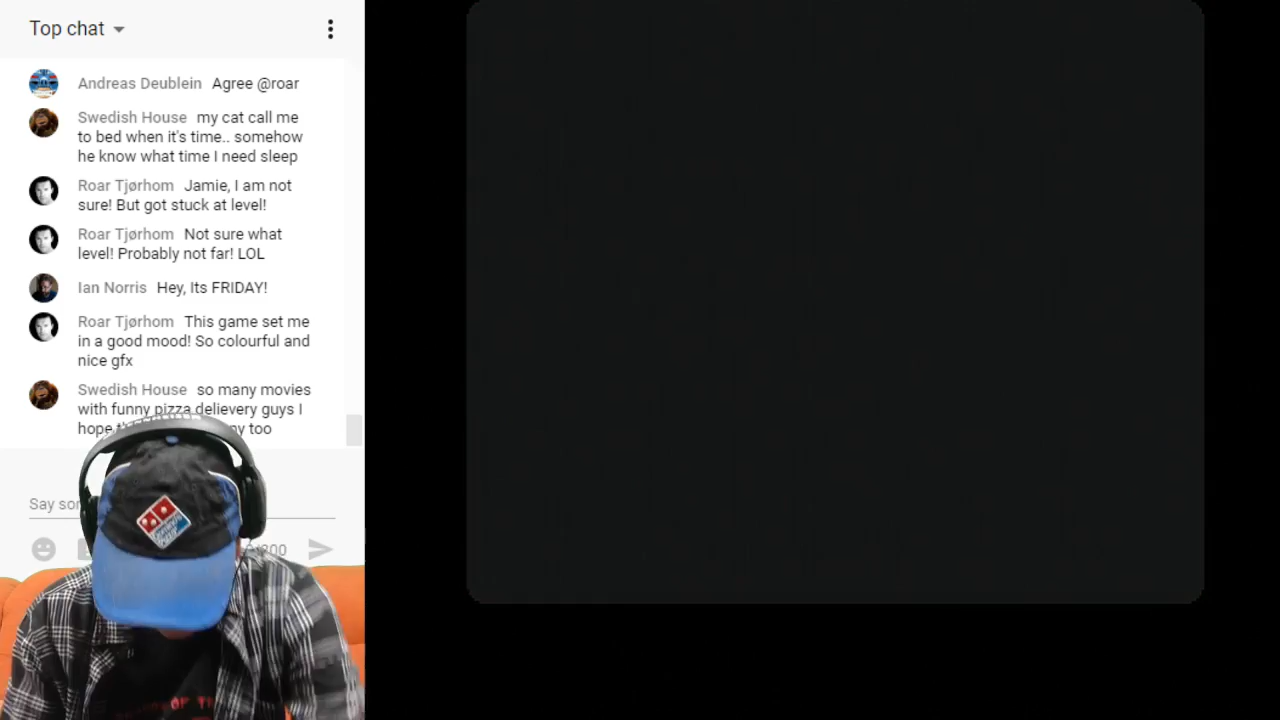 Top chat
Andreas Deublein Agree @roar
Swedish House my cat call me
to bed when it's time.. somehow
he know what time I need sleep
Roar Tjørhom Jamie, I am not
sure! But got stuck at level!
Roar Tjørhom Not sure what
level! Probably not far! LOL
Ian Norris Hey, Its FRIDAY!
Roar Tjørhom This game set me
in a good mood! So colourful and
nice gfx
Swedish House so many movies
with funny pizza delievery guys I
hope too
Say
OF